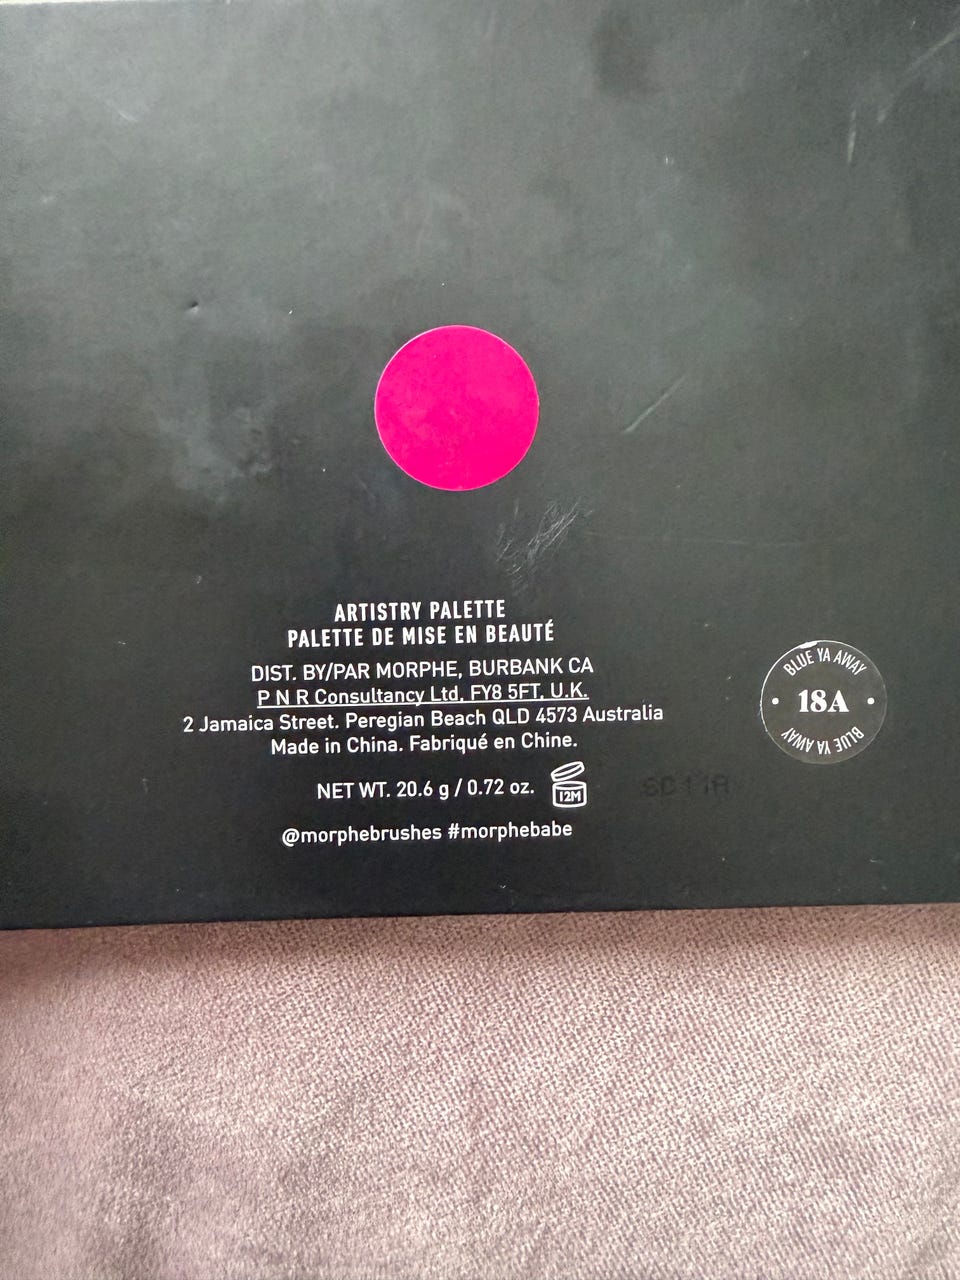 ARTISTRY PALETTE
PALETTE DE MISE EN BEAUTÉ
DIST. BY/PAR MORPHE, BURBANK CA
P N R Consultancy Ltd, FY8 5FT, U.K.
2 Jamaica Street. Peregian Beach QLD 4573 Australia
Made in China. Fabriqué en Chine.
NET WT. 20.6 g / 0.72 oz.
12M
@morphebrushes #morphebabe
BLUE YA AWAY
18A
BLUE YA AWAY